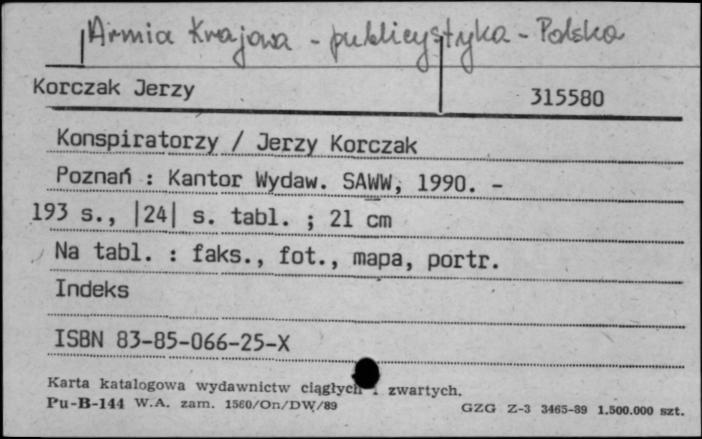 Armia Krajowa - publicystyka - Polska
Korczak Jerzy 315580
Konspiratorzy / Jerzy Korczak
Poznań : Kantor Wydaw. SAWW, 1990. -
193 s., |24| s. tabl. ; 21 cm
Na tabl. : faks., fot., mapa, portr.
Indeks
ISBN 83-85-066-25-X
Karta katalogowa wydawnictw ciągłych i zwartych.
Pu-B-144 W.A. zam. 1560/On/DW/89 GZG Z-3 3465-89 1.500.000 szt.